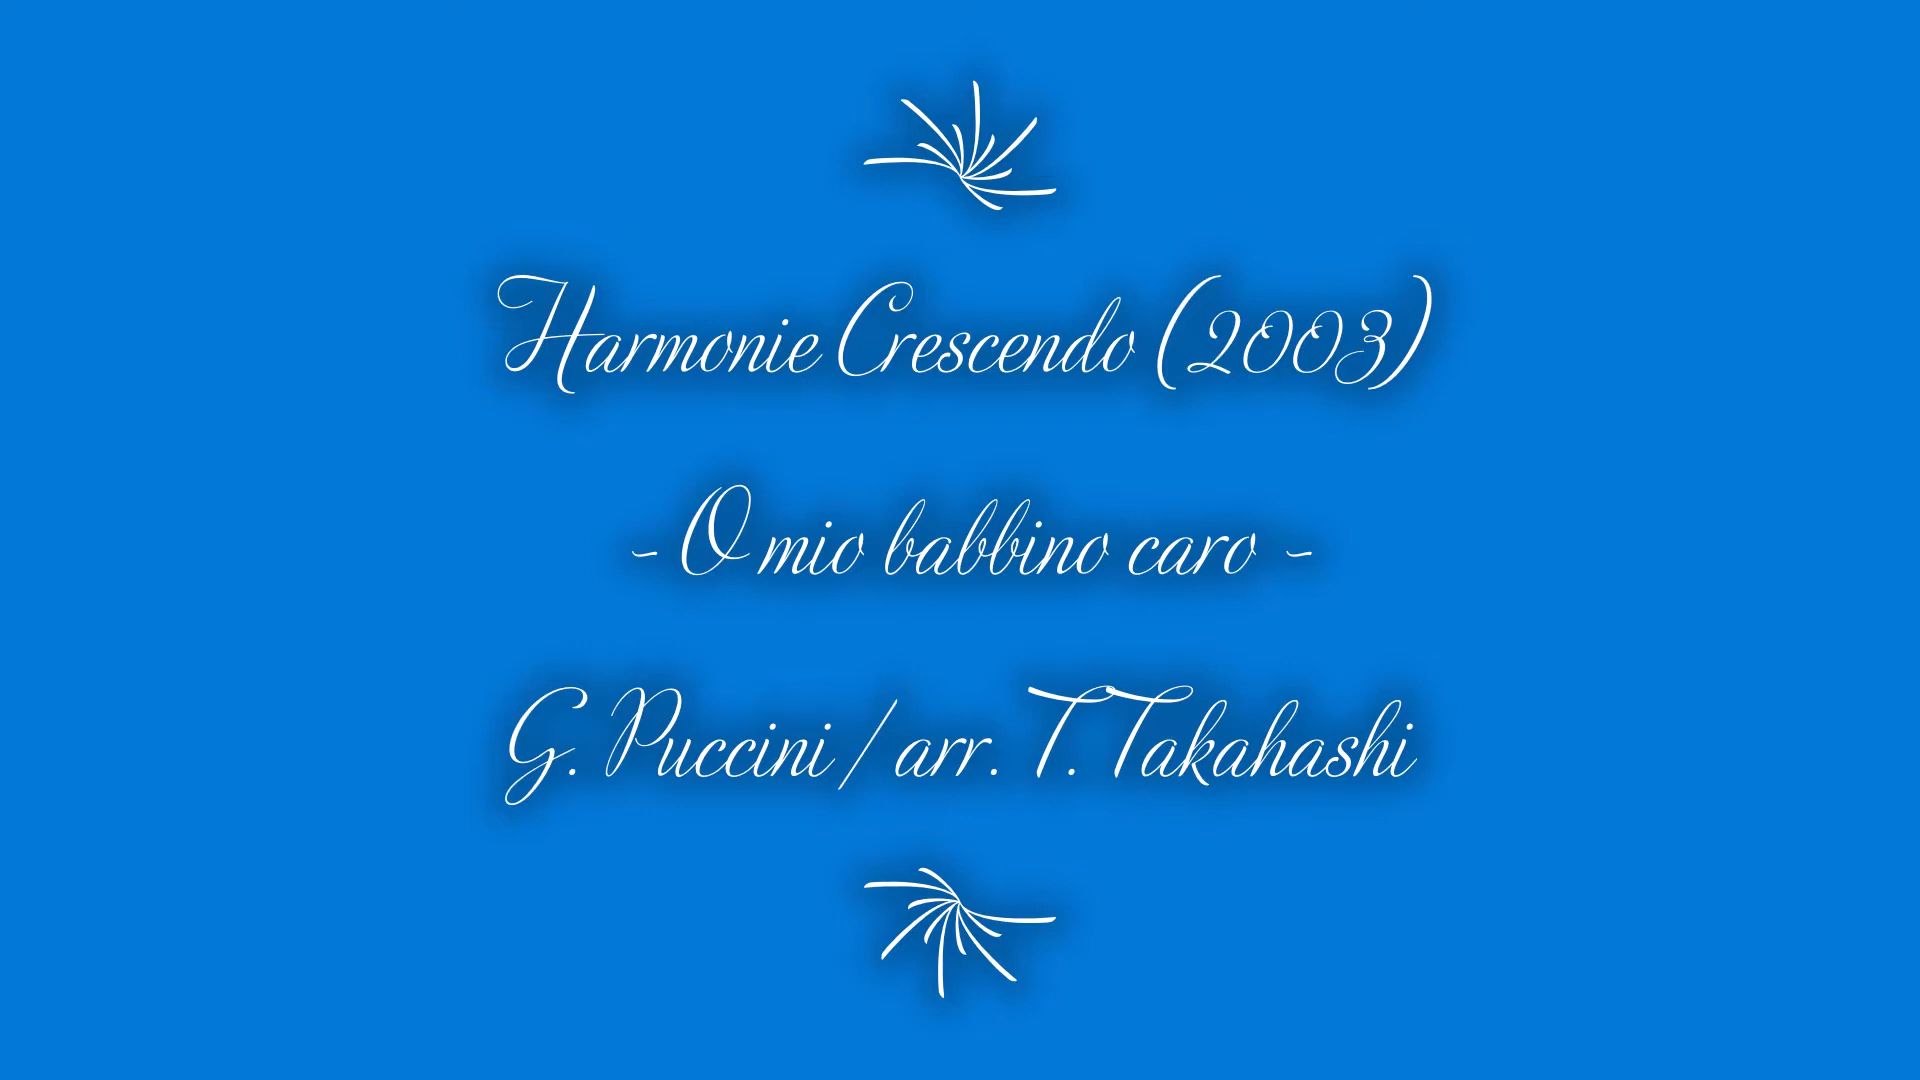 Harmonie Crescendo (2003)
- O mio babbino caro -
G. Puccini / arr. T. Takahashi